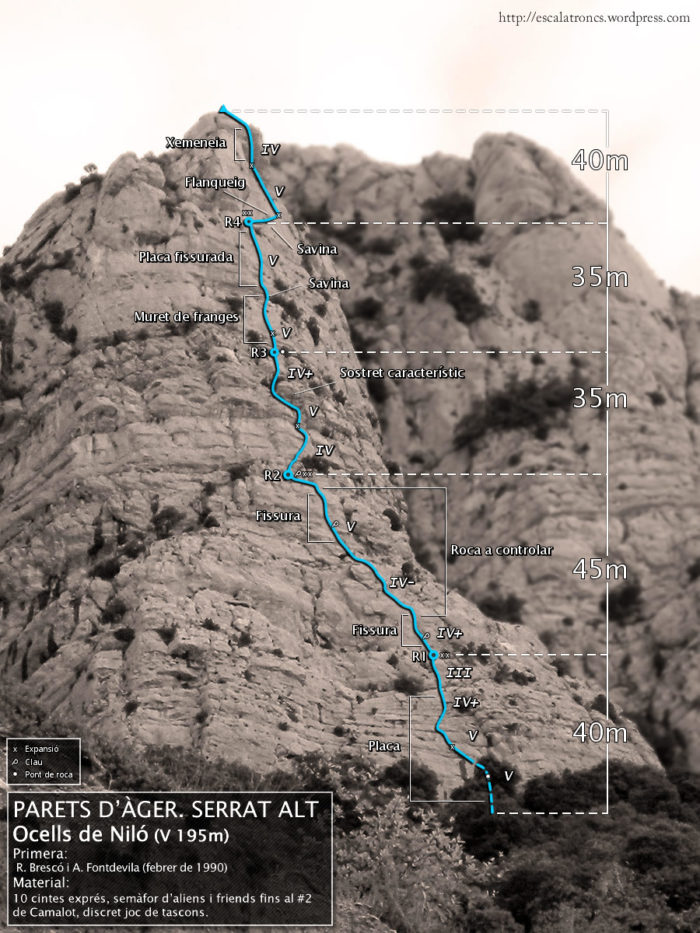 http://escalatroncs.wordpress.com
40m
Xemeneia
IV
V
Flanqueig
R4
Savina
Placa fissurada
V
35m
Savina
Muret de franges
V
R3
IV+
Sostret característic
35m
V
IV
R2
Fissura
V
Roca a controlar
45m
IV-
Fissura
IV+
R1
III
IV+
Placa
V
40m
V
x Expansió
Clau
Pont de roca
PARETS D'ÀGER. SERRAT ALT
Ocells de Niló (V 195m)
Primera:
R. Brescó i A. Fontdevila (febrer de 1990)
Material:
10 cintes exprés, semàfor d'aliens i friends fins al #2
de Camalot, discret joc de tascons.